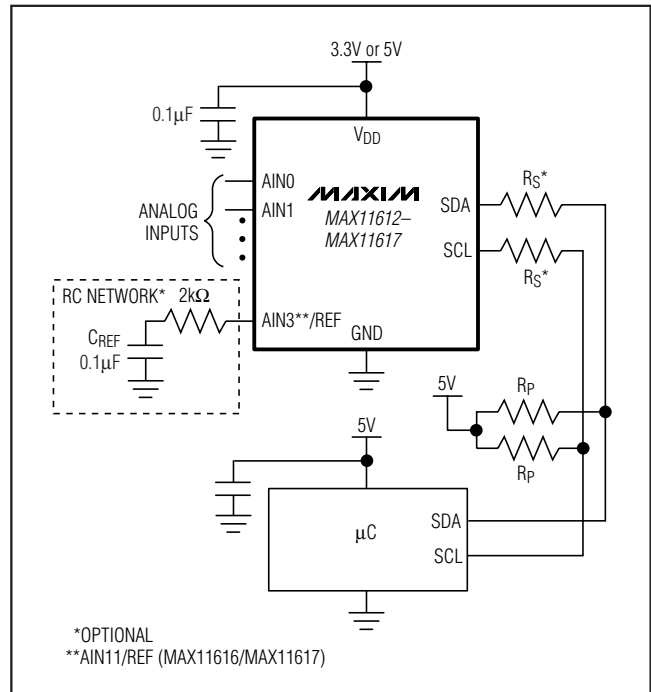 3.3V or 5V
0.1µF
VDD
AIN0
MAXIM
RS*
ANALOG
INPUTS
AIN1
MAX11612–
MAX11617
SDA
SCL
RS*
RC NETWORK*
2kΩ
AIN3**/REF
CREF
0.1µF
GND
5V
RP
RP
5V
µC
SDA
SCL
*OPTIONAL
**AIN11/REF (MAX11616/MAX11617)